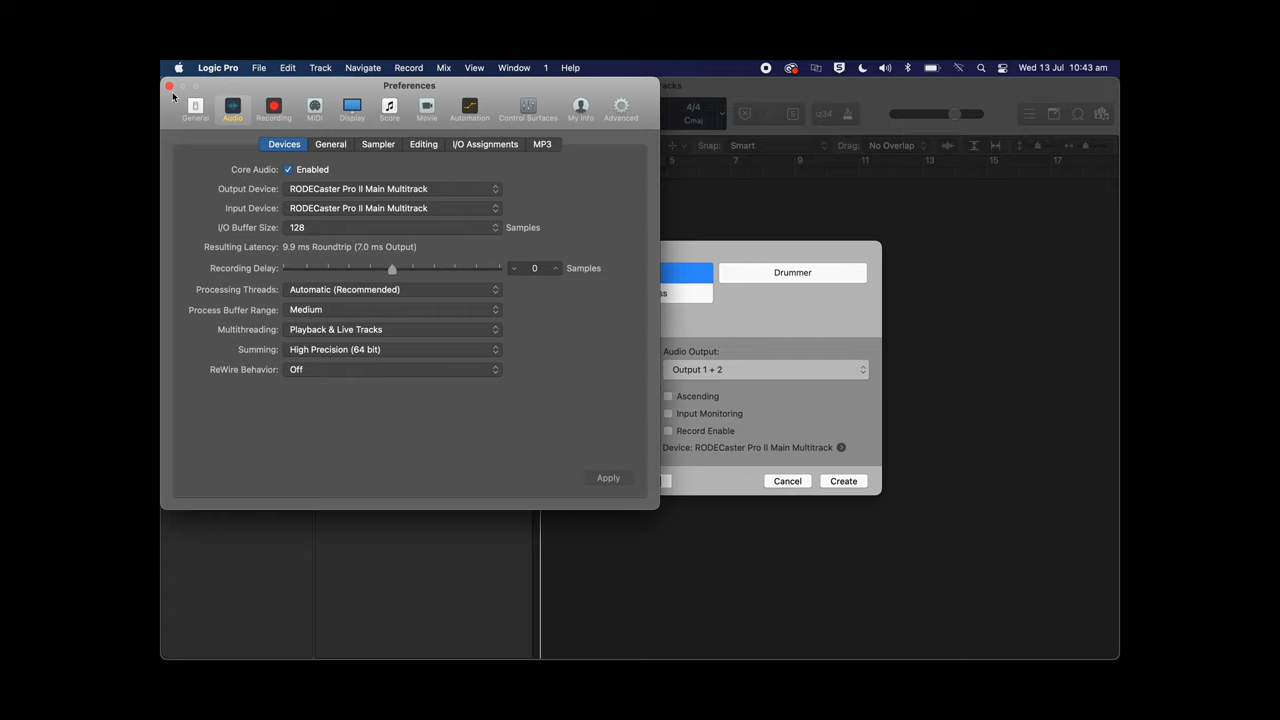 Logic Pro File Edit Track Navigate Record Mix View Window 1 Help Wed 13 Jul 10:43 am
Preferences
General Audio Recording MIDI Display Score Movie Automation Control Surfaces My Info Advanced
Devices General Sampler Editing I/O Assignments MP3
Core Audio: Enabled
Output Device: RODECaster Pro II Main Multitrack
Input Device: RODECaster Pro II Main Multitrack
I/O Buffer Size: 128 Samples
Resulting Latency: 9.9 ms Roundtrip (7.0 ms Output)
Recording Delay: 0 Samples
Processing Threads: Automatic (Recommended)
Process Buffer Range: Medium
Multithreading: Playback & Live Tracks
Summing: High Precision (64 bit)
ReWire Behavior: Off
Apply
acks
4/4
Cmaj
S
1234
Snap: Smart Drag: No Overlap
5 7 9 11 13 15 17
Drummer
ss
Audio Output:
Output 1 + 2
Ascending
Input Monitoring
Record Enable
Device: RODECaster Pro II Main Multitrack
Cancel Create